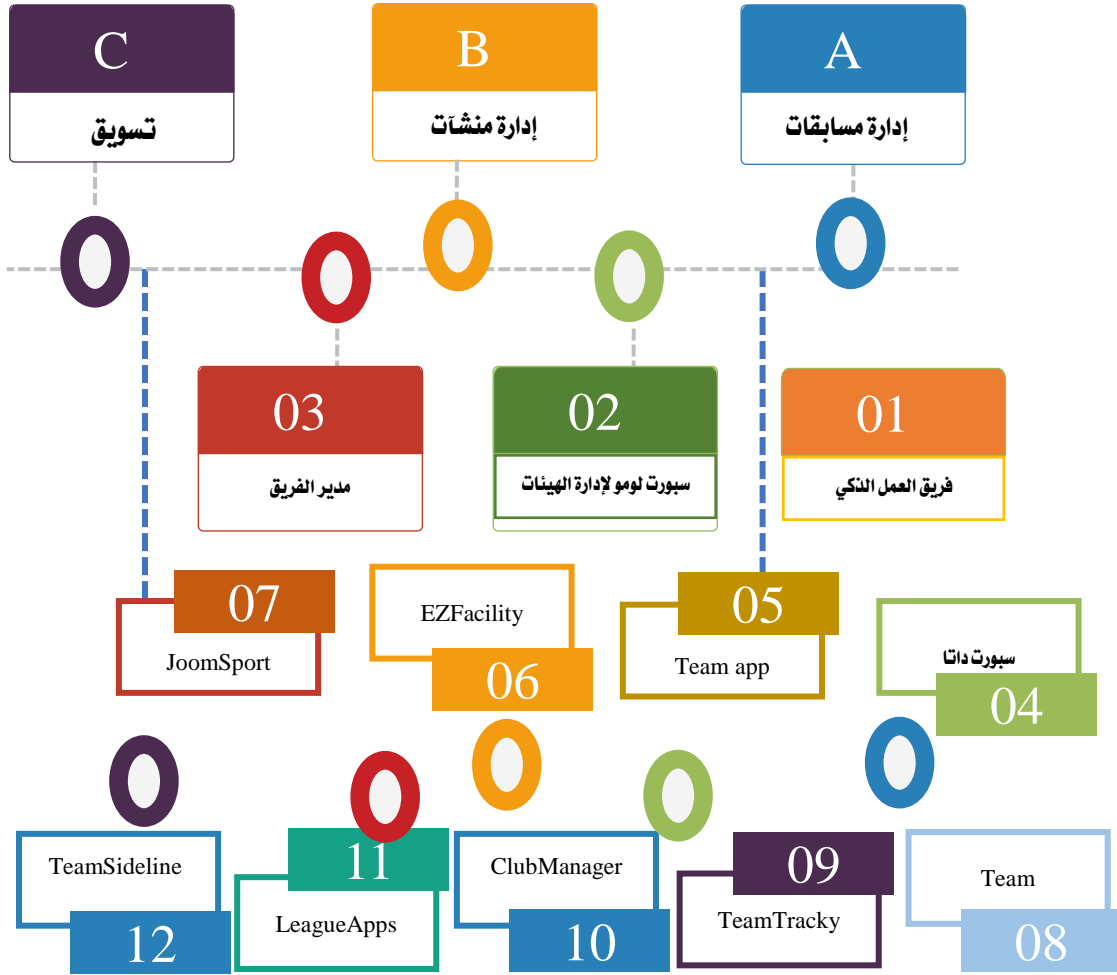 A
إدارة مسابقات
B
إدارة منشآت
C
تسويق
01
فريق العمل الذكي
02
سبورت لومو لإدارة الهيئات
03
مدير الفريق
سبورت داتا
04
05
Team app
EZFacility
06
07
JoomSport
Team
08
09
TeamTracky
ClubManager
10
11
LeagueApps
TeamSideline
12